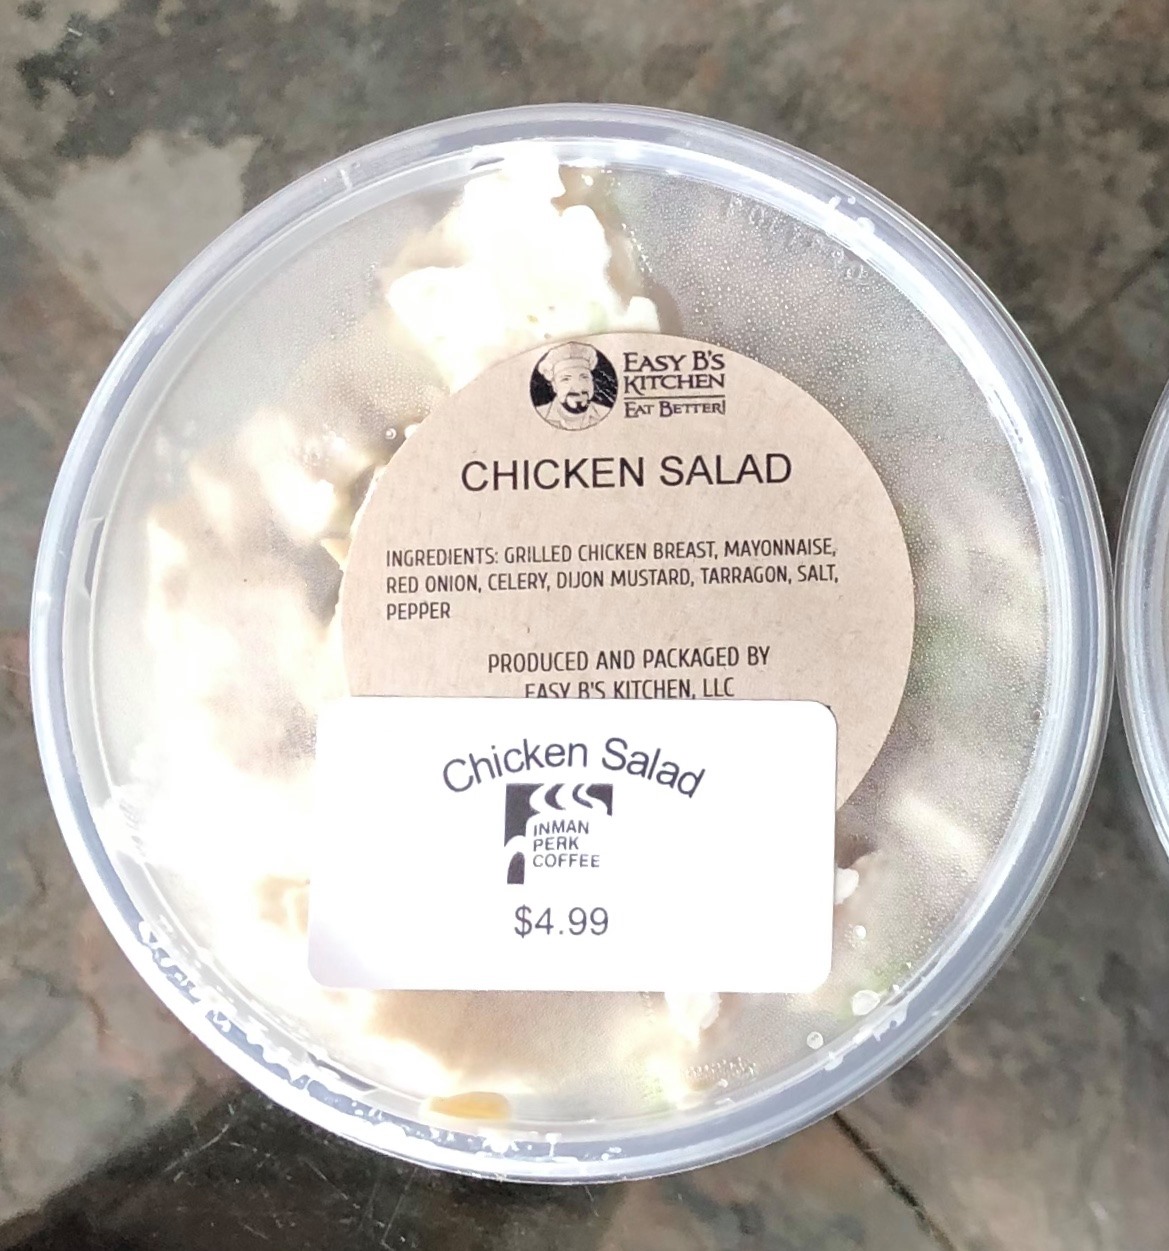 EASY B'S
KITCHEN
EAT BETTER!
CHICKEN SALAD
INGREDIENTS: GRILLED CHICKEN BREAST, MAYONNAISE,
RED ONION, CELERY, DIJON MUSTARD, TARRAGON, SALT,
PEPPER
PRODUCED AND PACKAGED BY
EASY B'S KITCHEN, LLC
Chicken Salad
INMAN
PERK
COFFEE
$4.99